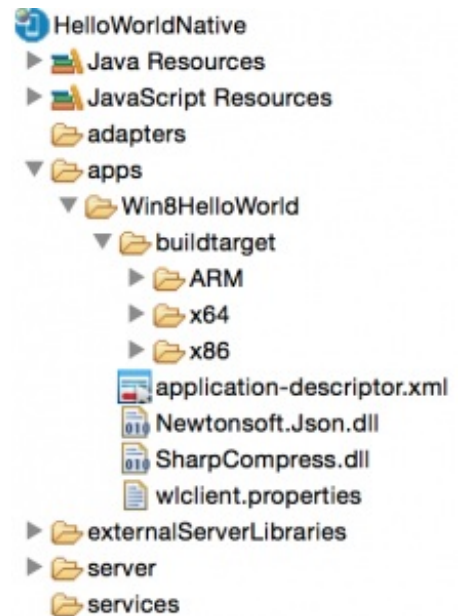 HelloWorldNative
Java Resources
JavaScript Resources
adapters
apps
Win8HelloWorld
buildtarget
ARM
x64
x86
application-descriptor.xml
Newtonsoft.Json.dll
SharpCompress.dll
wlclient.properties
externalServerLibraries
server
services